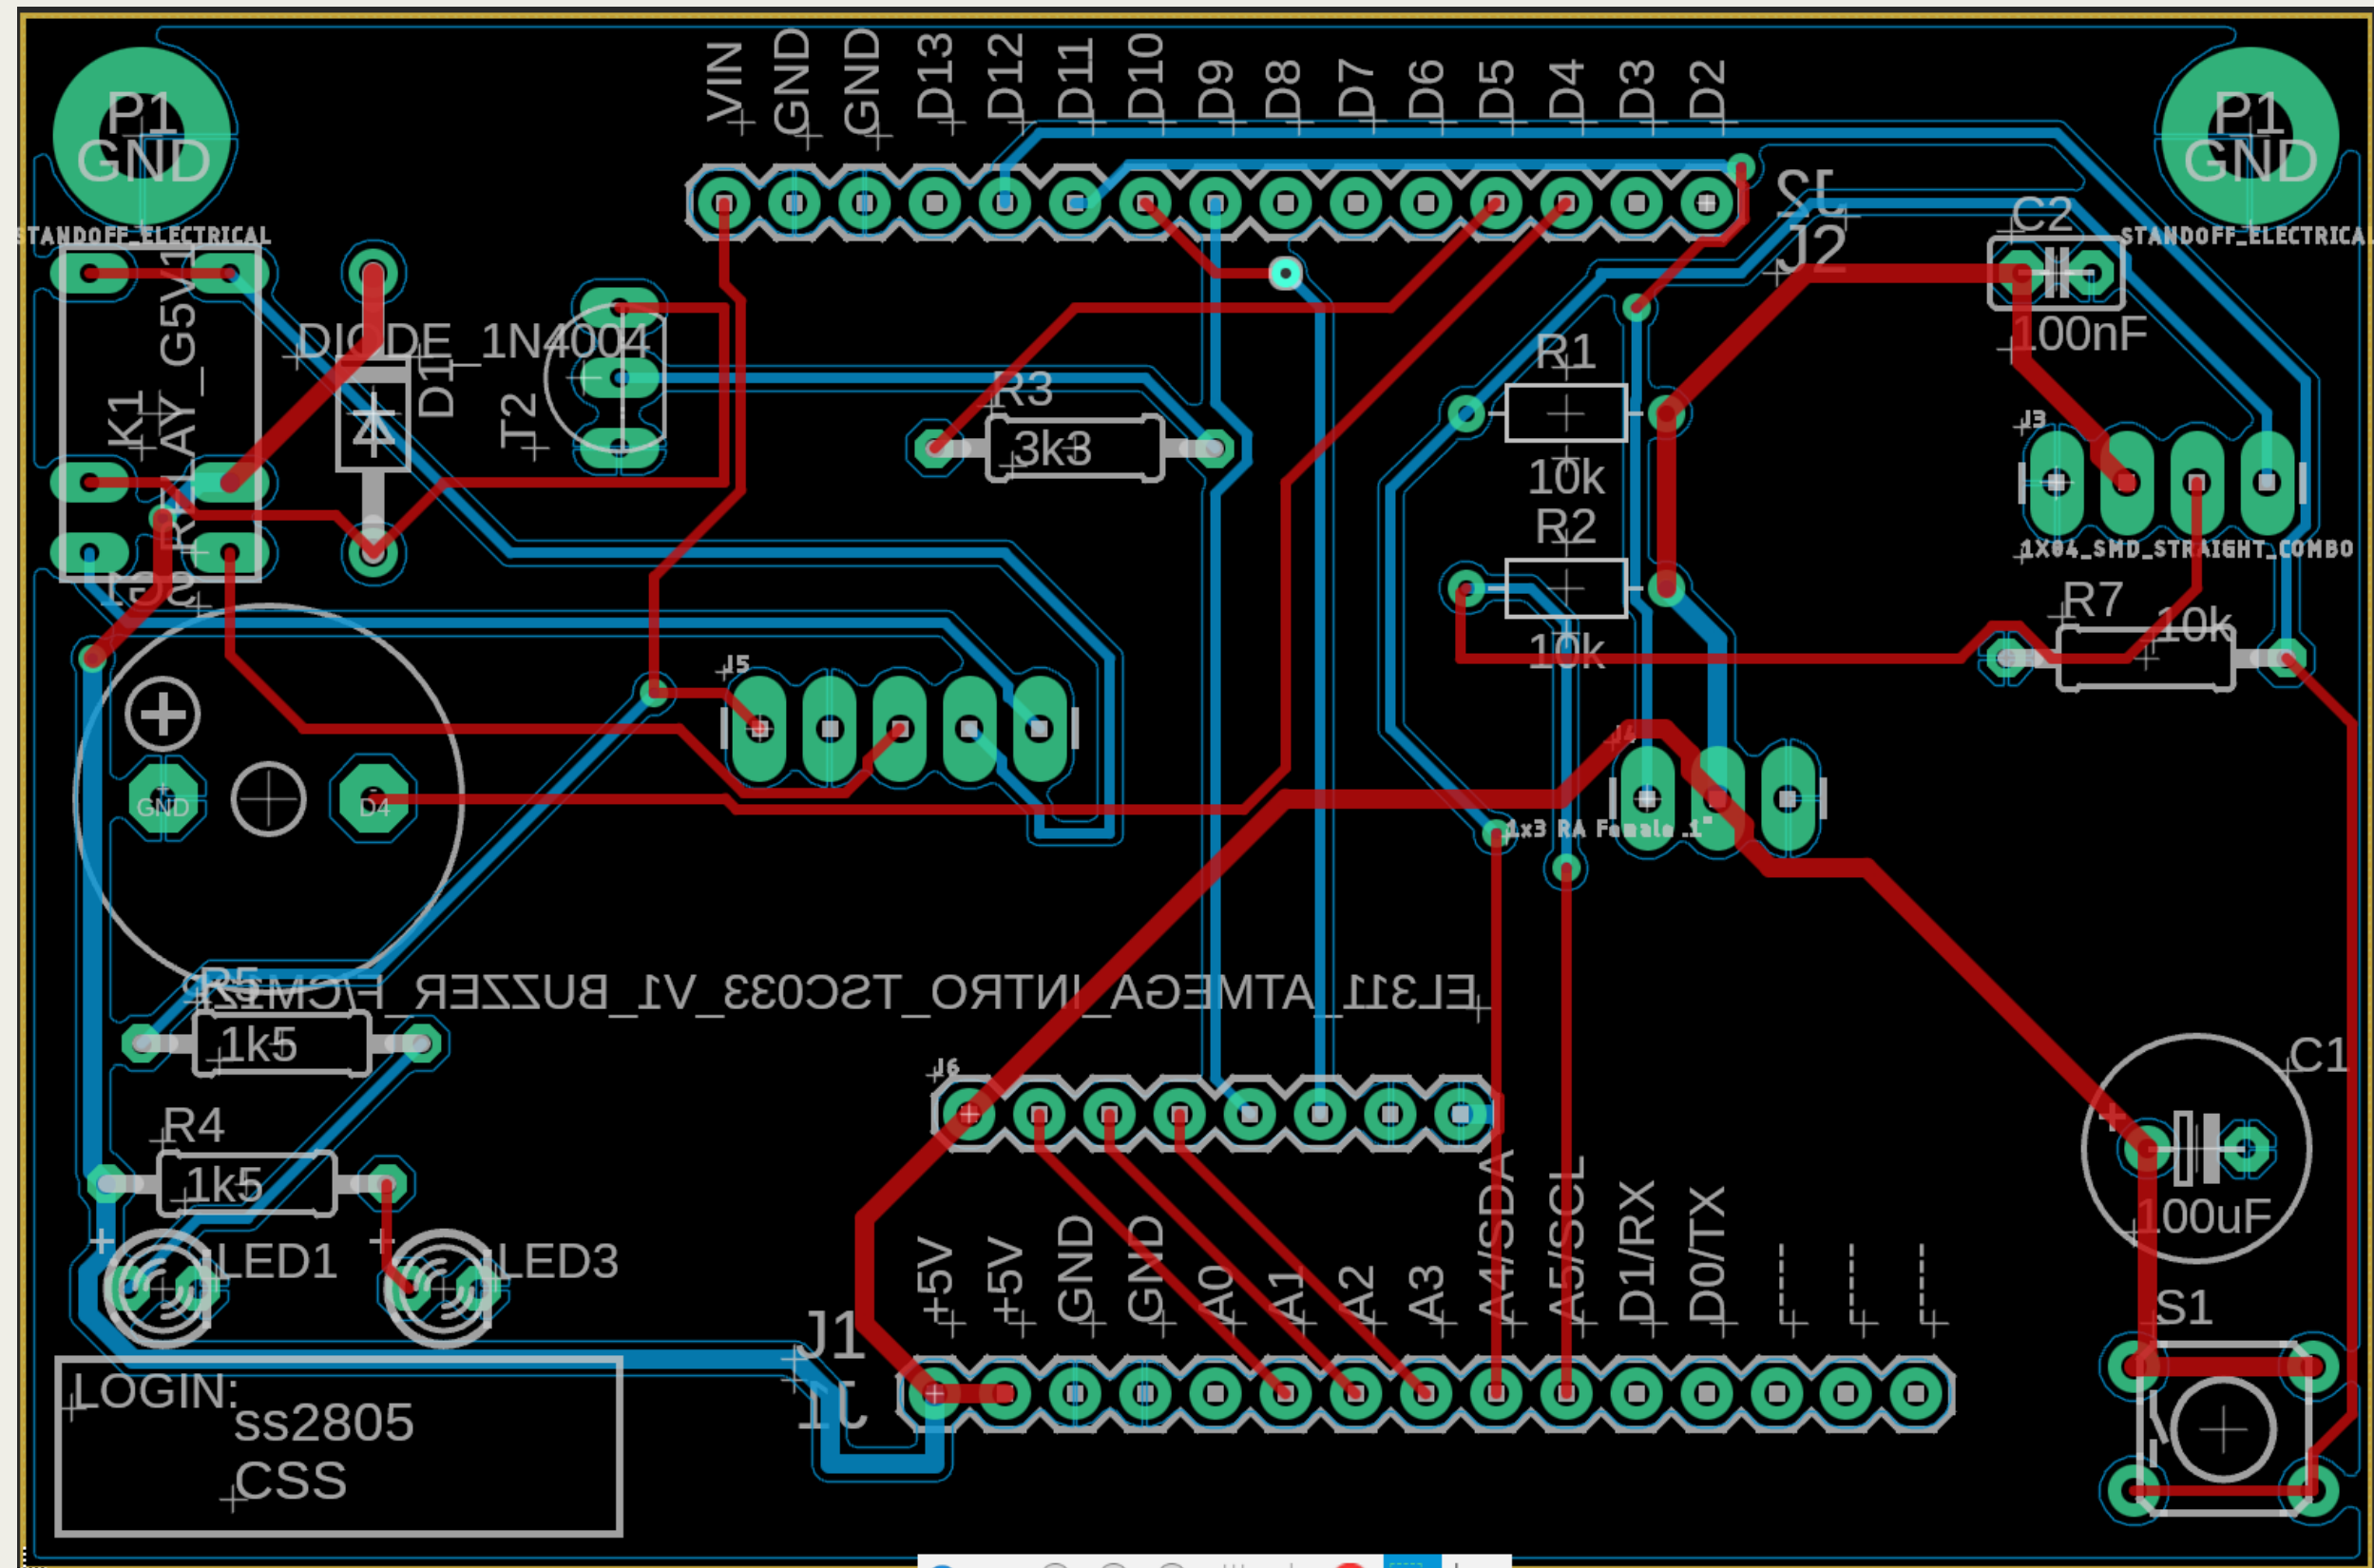 VIN
GND
GND
D13
D12
D11
D10
D9
D8
D7
D6
D5
D4
D3
D2
P1
GND
P1
GND
STANDOFF_ELECTRICAL
J2
J2
C2
100nF
K1
RELAY_G5V1
DIODE_1N4004
D1
J2
R3
3k3
R1
10k
R2
10k
J3
1X04_SMD_STRAIGHT_COMBO
R7
10k
J5
J4
1x3 RA Female .1"
+
GND
-
D4
R5
1k5
EL311_ATMEGA_INTRO_TSC033_V1_BUZZER
J6
C1
+
100uF
R4
1k5
+
LED1
+
LED3
+5V
+5V
GND
GND
A0
A1
A2
A3
A4/SDA
A5/SCL
D1/RX
D0/TX
-----
-----
-----
J1
J1
S1
LOGIN:
ss2805
CSS